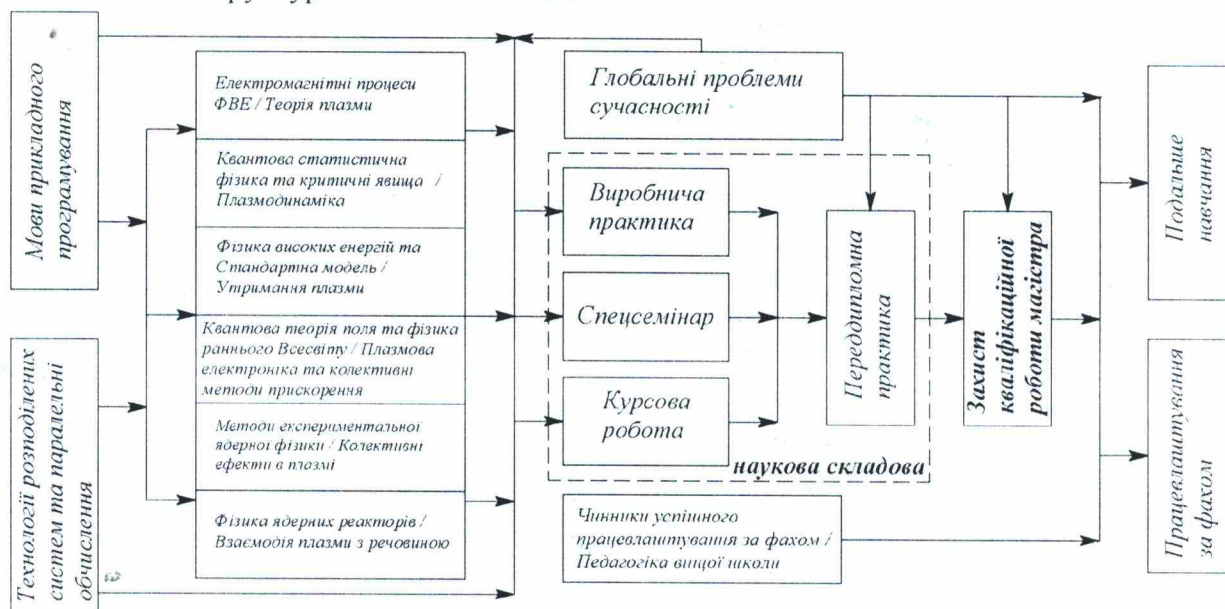 Мови прикладного
програмування
Технології розподілених
систем та паралельні
обчислення
Електромагнітні процеси
ФВЕ / Теорія плазми
Квантова статистична
фізика та критичні явища /
Плазмодинаміка
Фізика високих енергій та
Стандартна модель /
Утримання плазми
Квантова теорія поля та фізика
раннього Всесвіту / Плазмова
електроніка та колективні
методи прискорення
Методи експериментальної
ядерної фізики / Колективні
ефекти в плазмі
Фізика ядерних реакторів /
Взаємодія плазми з речовиною
Глобальні проблеми
сучасності
Виробнича
практика
Спецсемінар
Курсова
робота
наукова складова
Переддипломна
практика
Захист
кваліфікаційної
роботи магістра
Чинники успішного
працевлаштування за фахом /
Педагогіка вищої школи
Подальше
навчання
Працевлаштування
за фахом